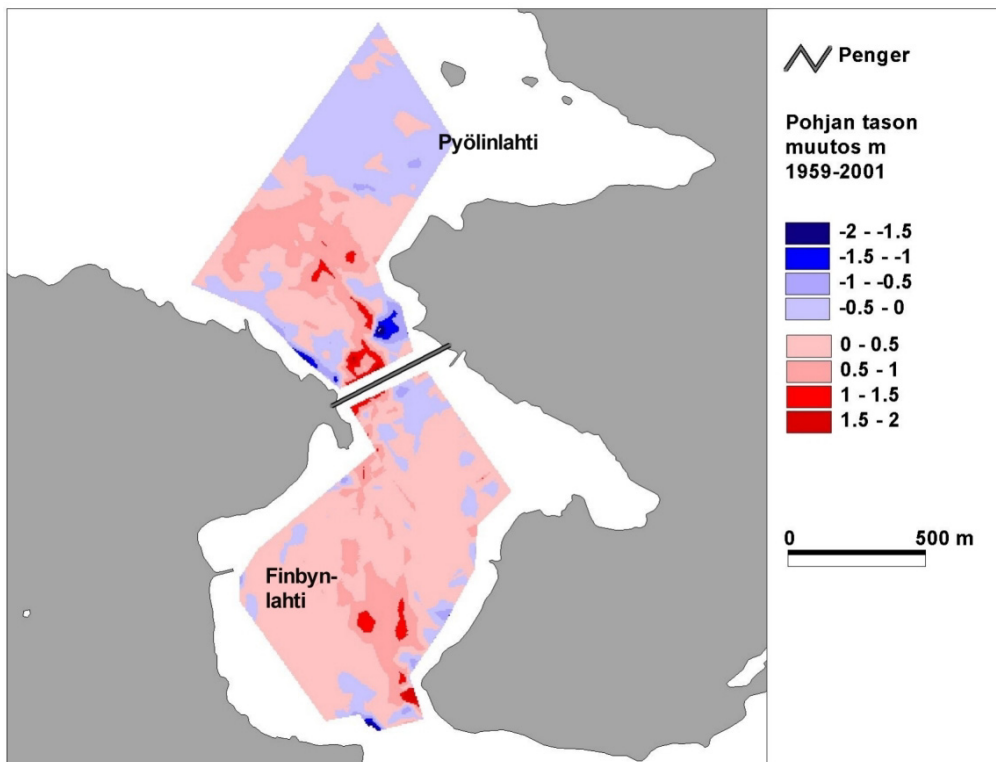 Pyölinlahti
Finbyn-
lahti
Penger
Pohjan tason
muutos m
1959-2001
-2 - -1.5
-1.5 - -1
-1 - -0.5
-0.5 - 0
0 - 0.5
0.5 - 1
1 - 1.5
1.5 - 2
0 500 m